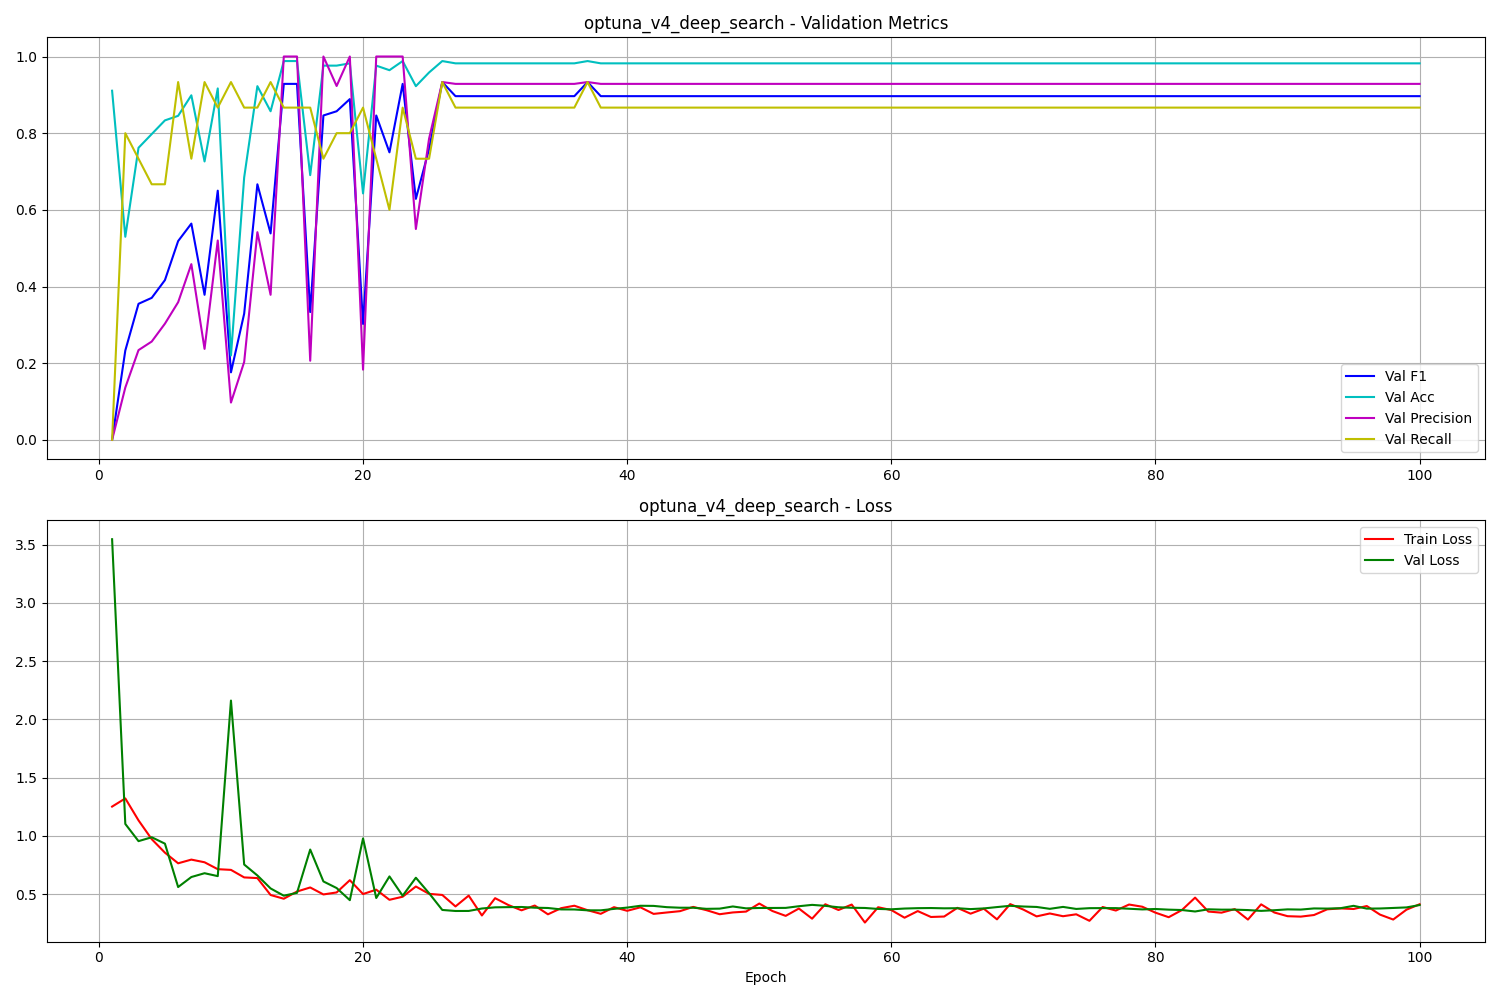 optuna_v4_deep_search - Validation Metrics
1.0
0.8
0.6
0.4
0.2
0.0
Val F1
Val Acc
Val Precision
Val Recall
0 20 40 60 80 100
optuna_v4_deep_search - Loss
3.5
3.0
2.5
2.0
1.5
1.0
0.5
Train Loss
Val Loss
0 20 40 60 80 100
Epoch